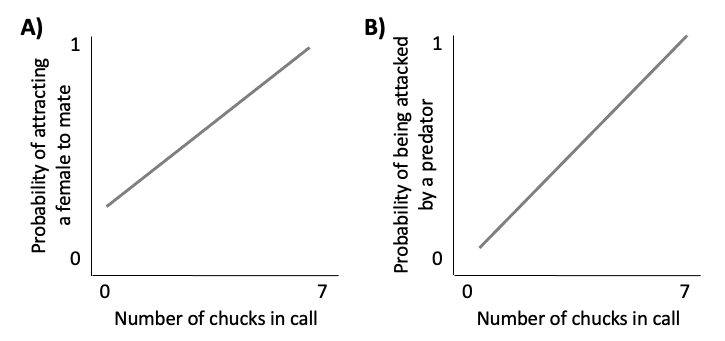 A)
Probability of attracting
a female to mate
1
0
0
7
Number of chucks in call
B)
Probability of being attacked
by a predator
1
0
0
7
Number of chucks in call